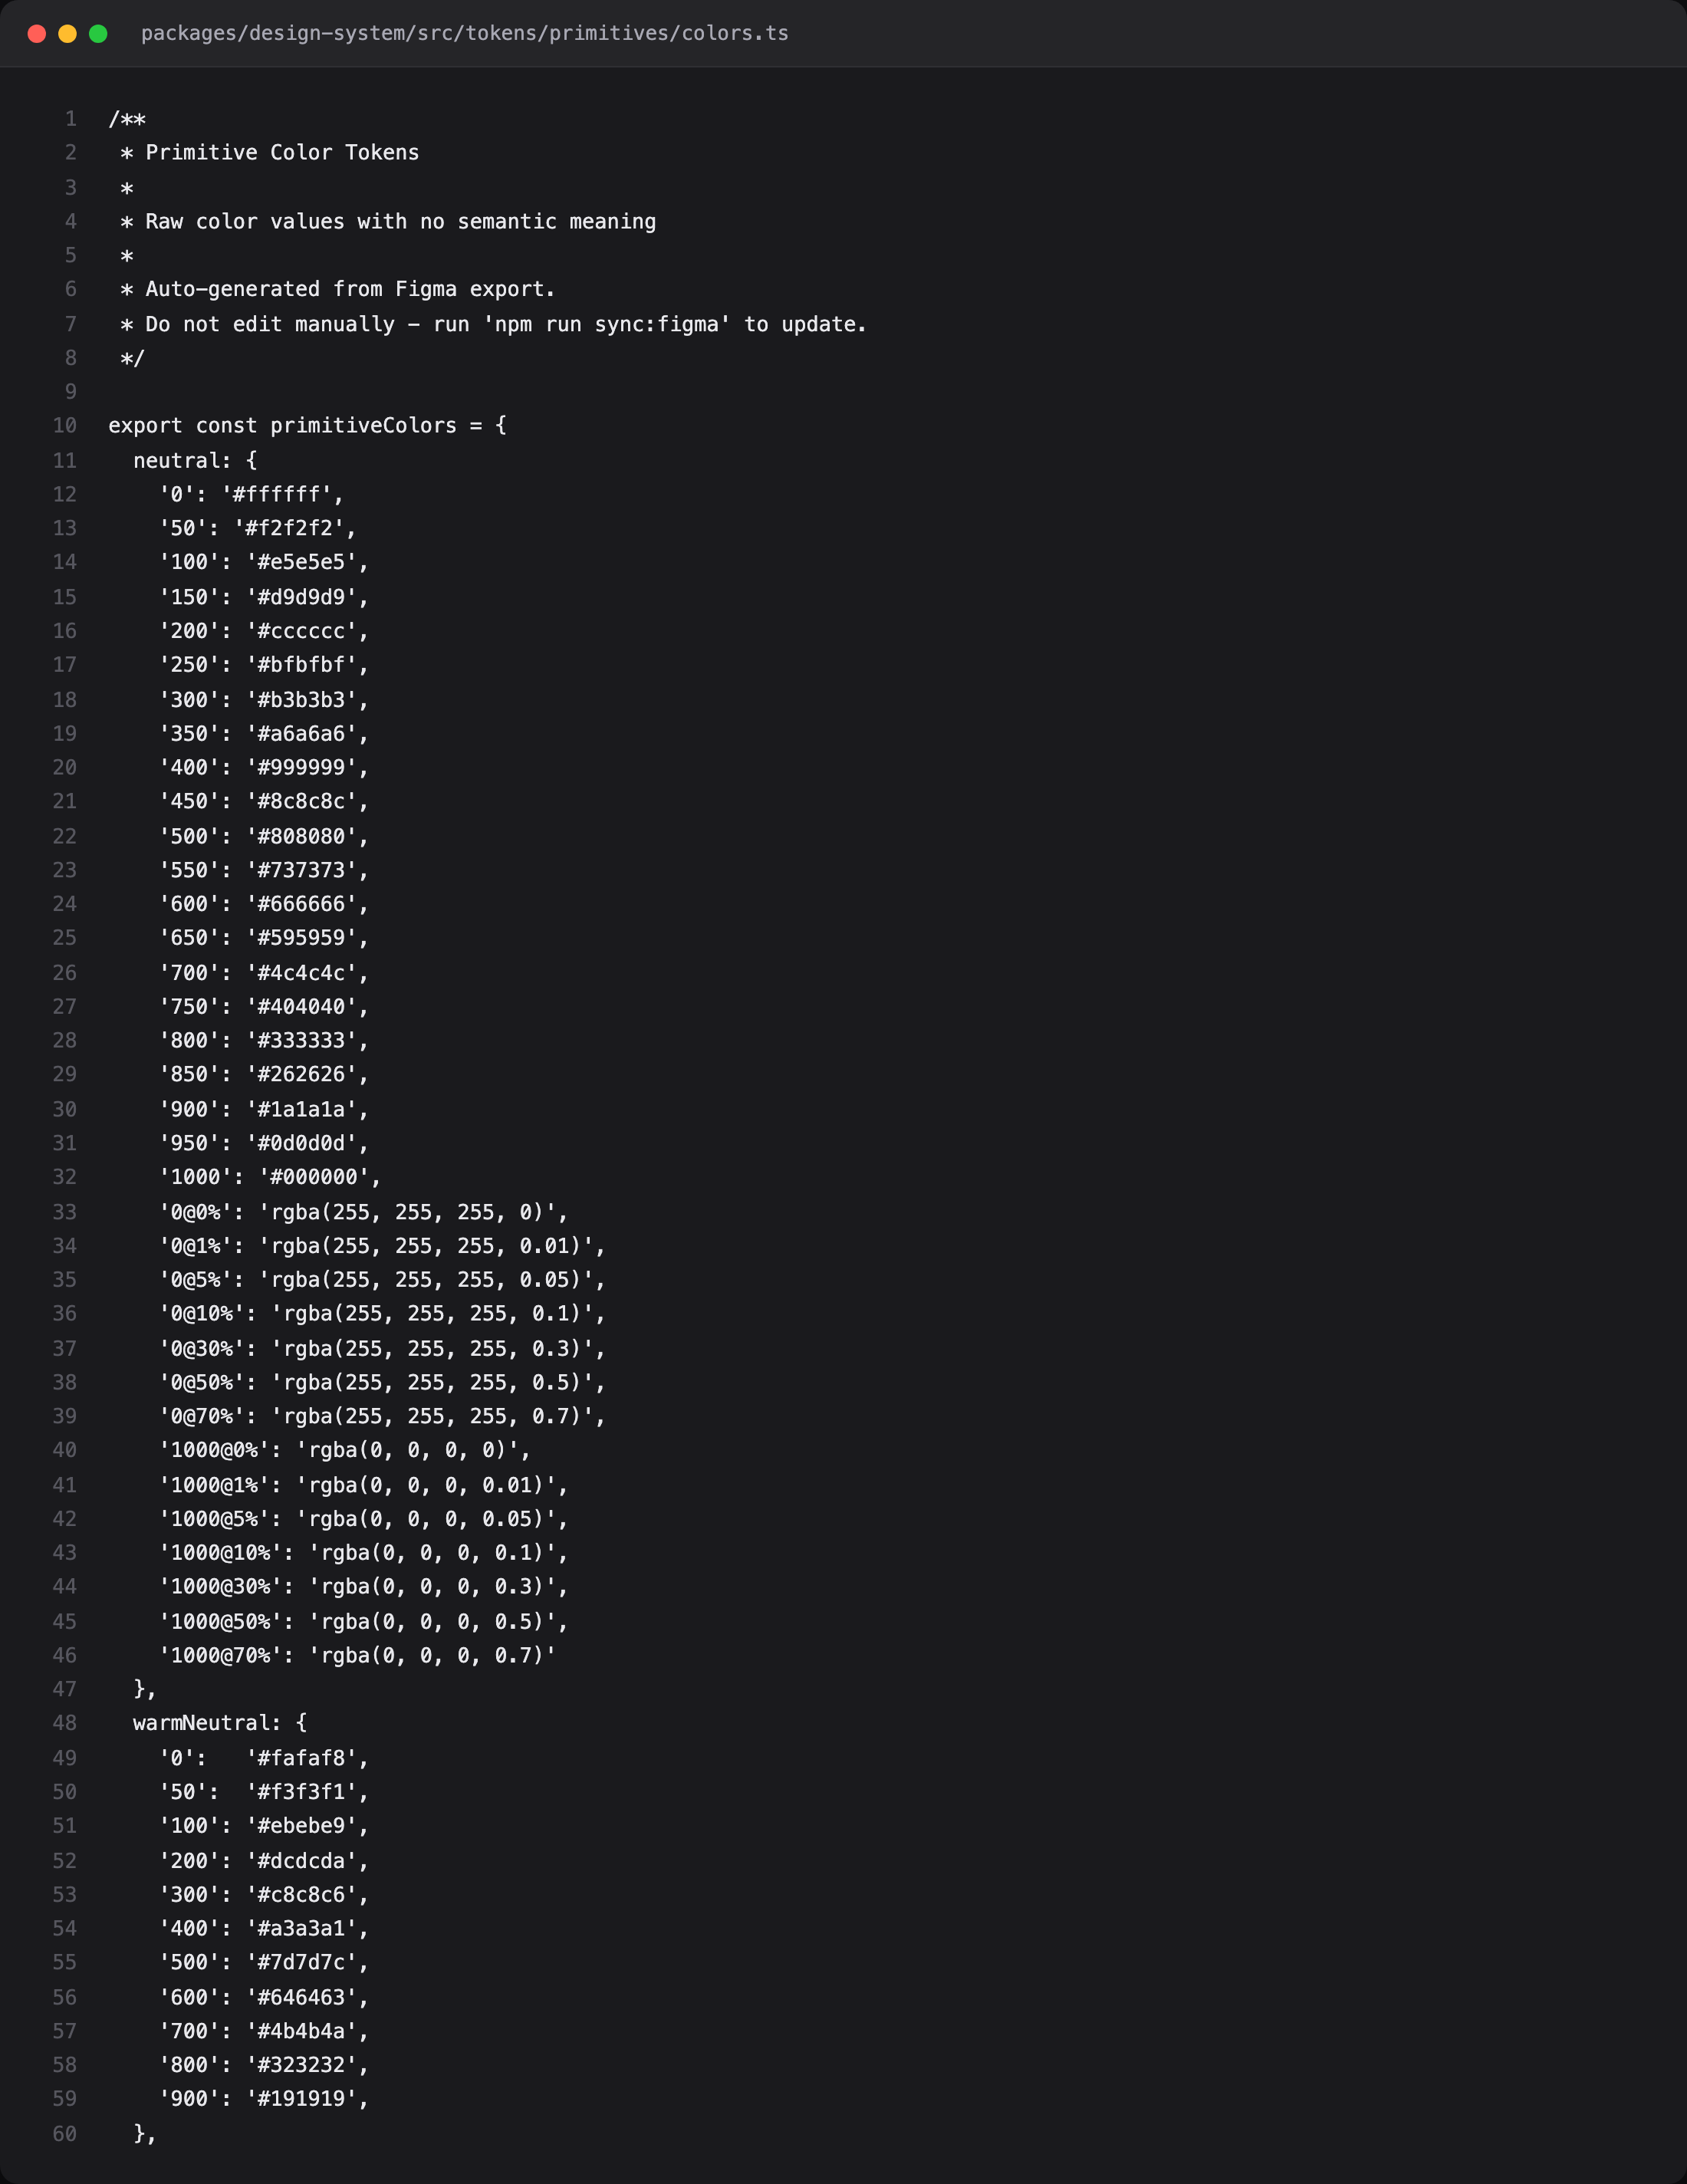 packages/design-system/src/tokens/primitives/colors.ts
1 /**
2  * Primitive Color Tokens
3  *
4  * Raw color values with no semantic meaning
5  *
6  * Auto-generated from Figma export.
7  * Do not edit manually - run 'npm run sync:figma' to update.
8  */
9
10 export const primitiveColors = {
11   neutral: {
12     '0': '#ffffff',
13     '50': '#f2f2f2',
14     '100': '#e5e5e5',
15     '150': '#d9d9d9',
16     '200': '#cccccc',
17     '250': '#bfbfbf',
18     '300': '#b3b3b3',
19     '350': '#a6a6a6',
20     '400': '#999999',
21     '450': '#8c8c8c',
22     '500': '#808080',
23     '550': '#737373',
24     '600': '#666666',
25     '650': '#595959',
26     '700': '#4c4c4c',
27     '750': '#404040',
28     '800': '#333333',
29     '850': '#262626',
30     '900': '#1a1a1a',
31     '950': '#0d0d0d',
32     '1000': '#000000',
33     '0@0%': 'rgba(255, 255, 255, 0)',
34     '0@1%': 'rgba(255, 255, 255, 0.01)',
35     '0@5%': 'rgba(255, 255, 255, 0.05)',
36     '0@10%': 'rgba(255, 255, 255, 0.1)',
37     '0@30%': 'rgba(255, 255, 255, 0.3)',
38     '0@50%': 'rgba(255, 255, 255, 0.5)',
39     '0@70%': 'rgba(255, 255, 255, 0.7)',
40     '1000@0%': 'rgba(0, 0, 0, 0)',
41     '1000@1%': 'rgba(0, 0, 0, 0.01)',
42     '1000@5%': 'rgba(0, 0, 0, 0.05)',
43     '1000@10%': 'rgba(0, 0, 0, 0.1)',
44     '1000@30%': 'rgba(0, 0, 0, 0.3)',
45     '1000@50%': 'rgba(0, 0, 0, 0.5)',
46     '1000@70%': 'rgba(0, 0, 0, 0.7)'
47   },
48   warmNeutral: {
49     '0':   '#fafaf8',
50     '50':  '#f3f3f1',
51     '100': '#ebebe9',
52     '200': '#dcdcda',
53     '300': '#c8c8c6',
54     '400': '#a3a3a1',
55     '500': '#7d7d7c',
56     '600': '#646463',
57     '700': '#4b4b4a',
58     '800': '#323232',
59     '900': '#191919',
60   },